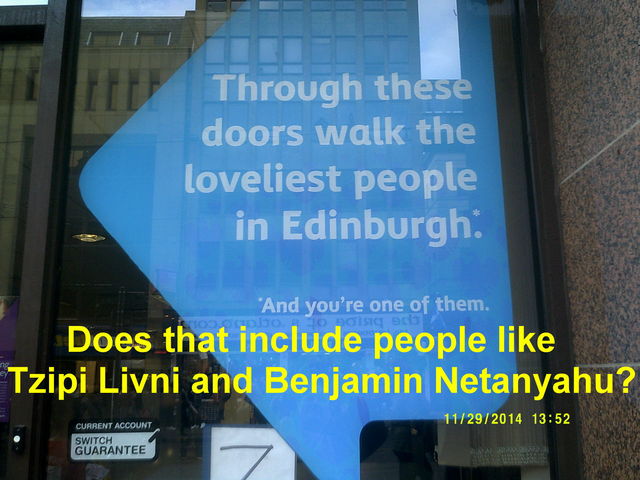 Through these
doors walk the
loveliest people
in Edinburgh.*
*And you're one of them.
Does that include people like
Tzipi Livni and Benjamin Netanyahu?
11/29/2014 13:52
CURRENT ACCOUNT
SWITCH
GUARANTEE
7